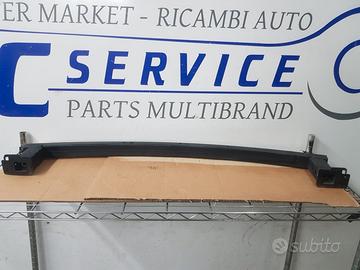 ER MARKET - RICAMBI AUTO
C SERVICE
PARTS MULTIBRAND
subito